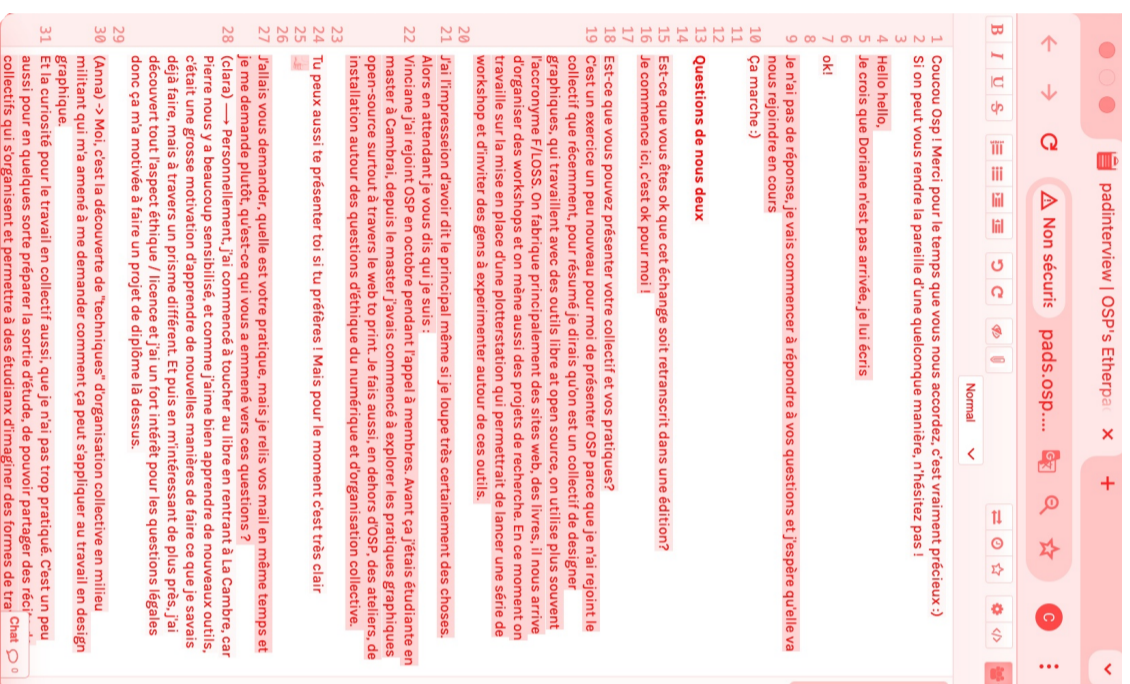 padinterview | OSP's Etherpa
Non sécuris pads.osp....
C
B I U S
Normal
1 Coucou Osp ! Merci pour le temps que vous nous accordez, c'est vraiment précieux :)
2 Si on peut vous rendre la pareille d'une quelconque manière, n'hésitez pas !
3
4 Hello hello,
5 Je crois que Doriane n'est pas arrivée, je lui écris
6
7 ok!
8
9 Je n'ai pas de réponse, je vais commencer à répondre à vos questions et j'espère qu'elle va
nous rejoindre en cours
10 Ça marche :)
11
12
13 Questions de nous deux
14
15 Est-ce que vous êtes ok que cet échange soit retranscrit dans une édition?
16 Je commence ici, c'est ok pour moi !
17
18 Est-ce que vous pouvez présenter votre collectif et vos pratiques?
19 C'est un exercice un peu nouveau pour moi de présenter OSP parce que je n'ai rejoint le
collectif que récemment, pour résumé je dirais qu'on est un collectif de designer
graphiques, qui travaillent avec des outils libre at open source, on utilise plus souvent
l'accronyme F/LOSS. On fabrique principalement des sites web, des livres, il nous arrive
d'organiser des workshops et on mène aussi des projets de recherche. En ce moment on
travaille sur la mise en place d'une plotterstation qui permettrait de lancer une série de
workshop et d'inviter des gens à experimenter autour de ces outils.
20
21 J'ai l'impression d'avoir dit le principal même si je loupe très certainement des choses.
Alors en attendant je vous dis qui je suis :
22 Vinciane j'ai rejoint OSP en octobre pendant l'appel à membres. Avant ça j'étais étudiante en
master à Cambrai, depuis le master j'avais commencé à explorer les pratiques graphiques
open-source surtout à travers le web to print. Je fais aussi, en dehors d'OSP, des ateliers, de
installation autour des questions d'éthique du numérique et d'organisation collective.
23
24 Tu peux aussi te présenter toi si tu préfères ! Mais pour le moment c'est très clair
25
26
27 J'allais vous demander, quelle est votre pratique, mais je relis vos mail en même temps et
je me demande plutôt, qu'est-ce qui vous a emmené vers ces questions ?
28 (clara) —> Personnellement, j'ai commencé à toucher au libre en rentrant à La Cambre, car
Pierre nous y a beaucoup sensibilisé, et comme j'aime bien apprendre de nouveaux outils,
c'était une grosse motivation d'apprendre de nouvelles manières de faire ce que je savais
déjà faire, mais à travers un prisme différent. Et puis en m'intéressant de plus près, j'ai
découvert tout l'aspect éthique / licence et j'ai un fort intérêt pour les questions légales
donc ça m'a motivée à faire un projet de diplôme là dessus.
29
30 (Anna) -> Moi, c'est la découverte de "techniques" d'organisation collective en milieu
militant qui m'a amené à me demander comment ça peut s'appliquer au travail en design
graphique.
31 Et la curiosité pour le travail en collectif aussi, que je n'ai pas trop pratiqué. C'est un peu
aussi pour en quelques sorte préparer la sortie d'étude, de pouvoir partager des réci
collectifs qui s'organisent et permettre à des étudianx d'imaginer des formes de tra
Chat 0